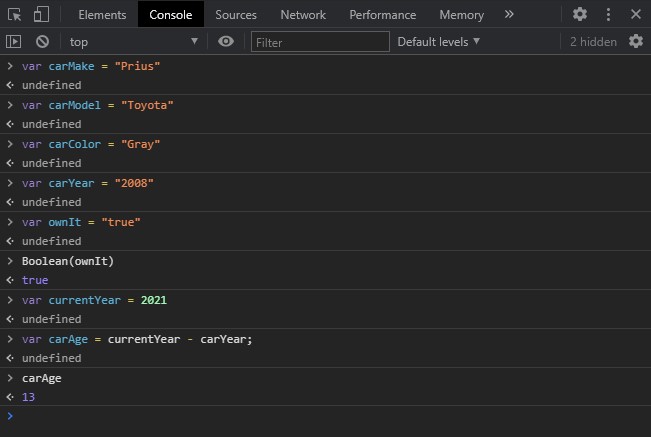 Elements Console Sources Network Performance Memory »
top ▼ Filter Default levels ▼ 2 hidden
> var carMake = "Prius"
<· undefined
> var carModel = "Toyota"
<· undefined
> var carColor = "Gray"
<· undefined
> var carYear = "2008"
<· undefined
> var ownIt = "true"
<· undefined
> Boolean(ownIt)
<· true
> var currentYear = 2021
<· undefined
> var carAge = currentYear - carYear;
<· undefined
> carAge
<· 13
>